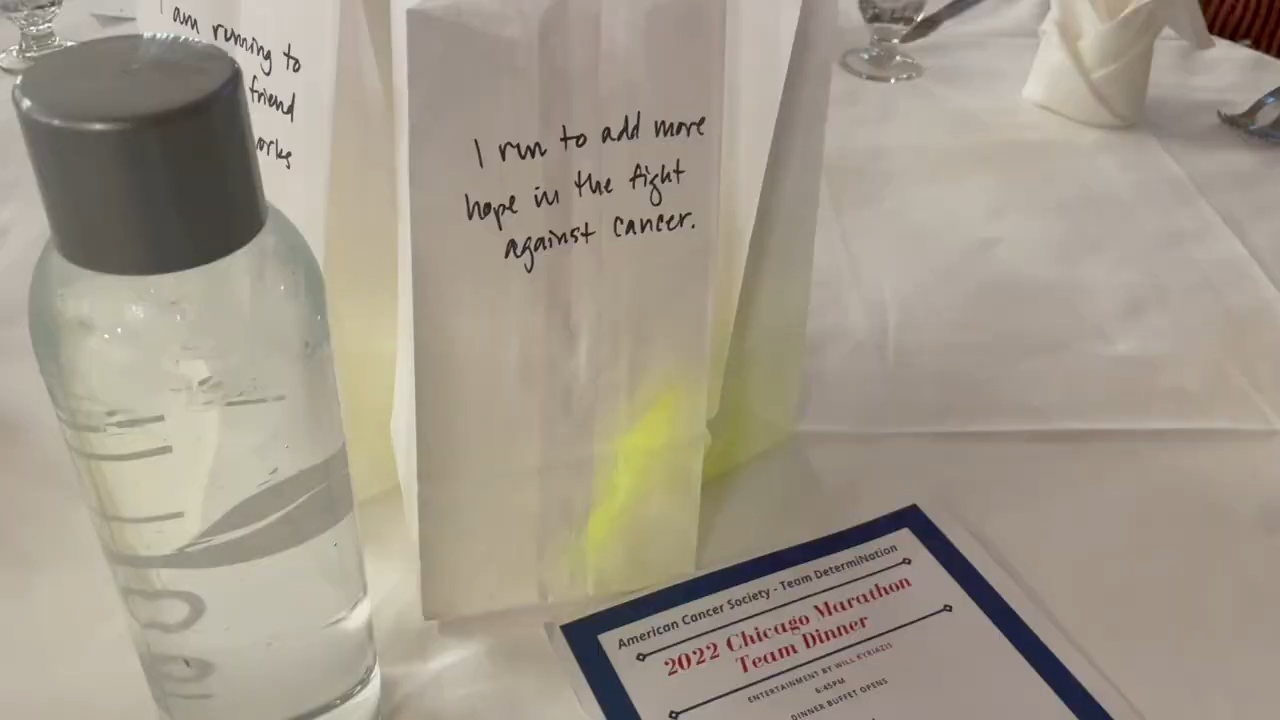 I am running to
friend
I run to add more
hope in the fight
against cancer.
American Cancer Society - Team DetermiNation
2022 Chicago Marathon
Team Dinner
ENTERTAINMENT BY WILL KYRIAZIS
6:45PM
DINNER BUFFET OPENS